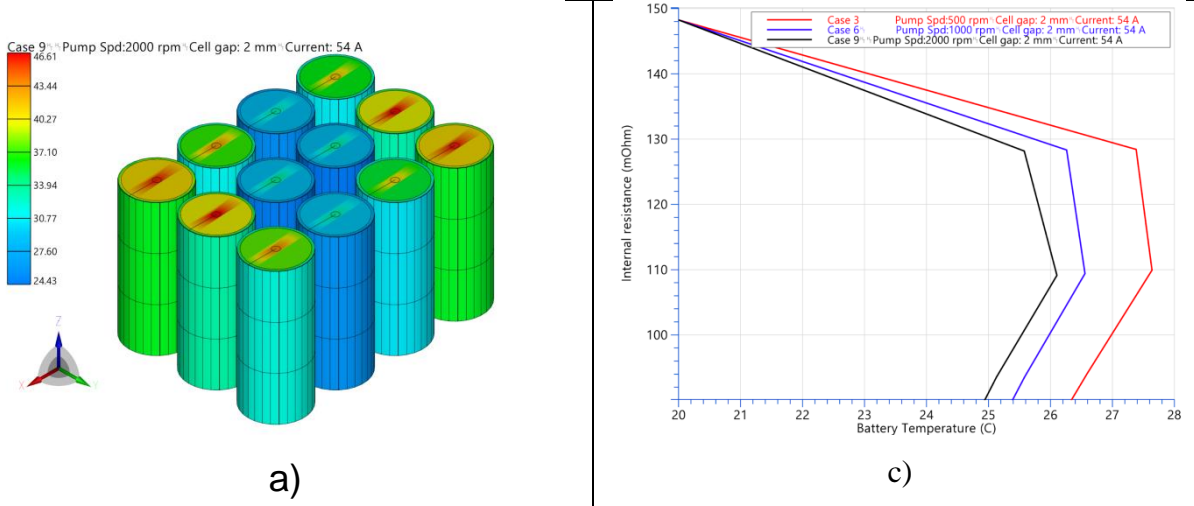 Case 9 Pump Spd:2000 rpm Cell gap: 2 mm Current: 54 A
46.61
43.44
40.27
37.10
33.94
30.77
27.60
24.43
Z
X
Y
a)
150
140
130
120
110
100
Internal resistance (mOhm)
Case 3 Pump Spd:500 rpm Cell gap: 2 mm Current: 54 A
Case 6 Pump Spd:1000 rpm Cell gap: 2 mm Current: 54 A
Case 9 Pump Spd:2000 rpm Cell gap: 2 mm Current: 54 A
20 21 22 23 24 25 26 27 28
Battery Temperature (C)
c)